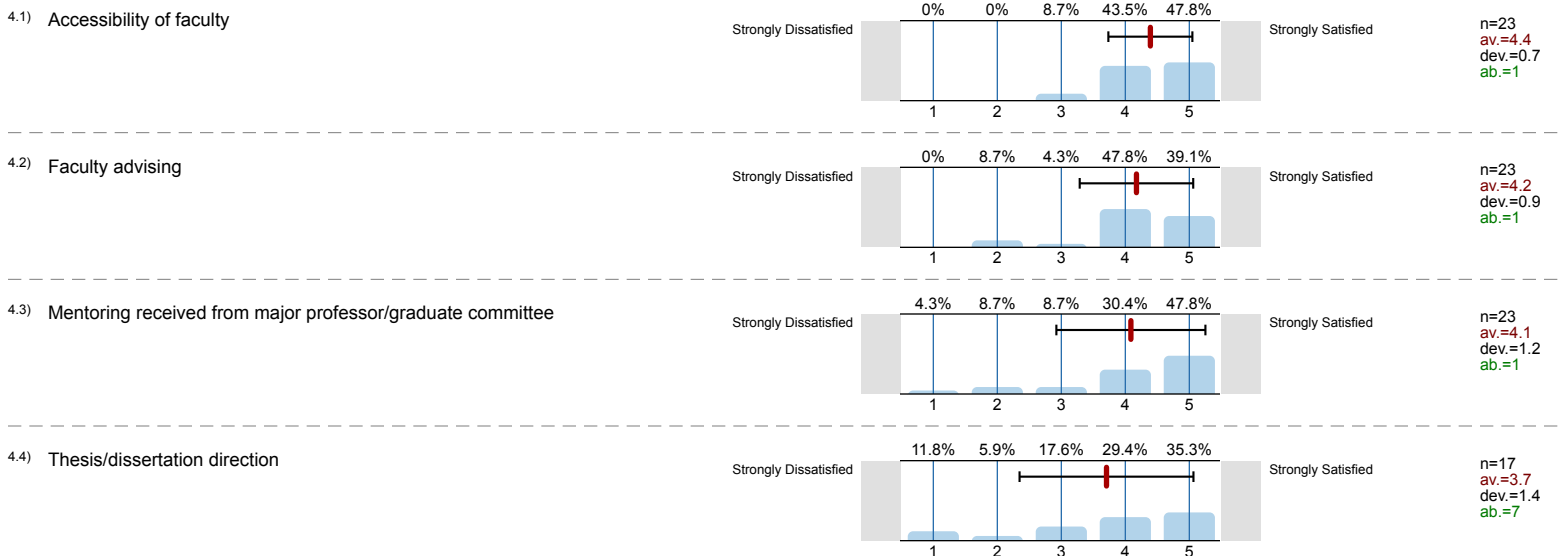 4.1) Accessibility of faculty
0% 0% 8.7% 43.5% 47.8%
Strongly Dissatisfied
Strongly Satisfied
n=23
av.=4.4
dev.=0.7
ab.=1
1 2 3 4 5
4.2) Faculty advising
0% 8.7% 4.3% 47.8% 39.1%
Strongly Dissatisfied
Strongly Satisfied
n=23
av.=4.2
dev.=0.9
ab.=1
1 2 3 4 5
4.3) Mentoring received from major professor/graduate committee
4.3% 8.7% 8.7% 30.4% 47.8%
Strongly Dissatisfied
Strongly Satisfied
n=23
av.=4.1
dev.=1.2
ab.=1
1 2 3 4 5
4.4) Thesis/dissertation direction
11.8% 5.9% 17.6% 29.4% 35.3%
Strongly Dissatisfied
Strongly Satisfied
n=17
av.=3.7
dev.=1.4
ab.=7
1 2 3 4 5